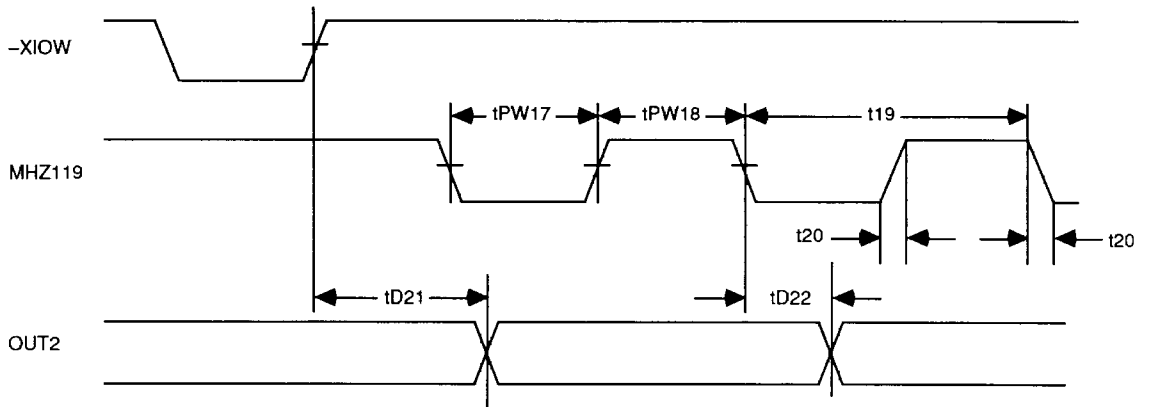 –XIOW
tPW17
tPW18
t19
MHZ119
t20
t20
tD21
tD22
OUT2